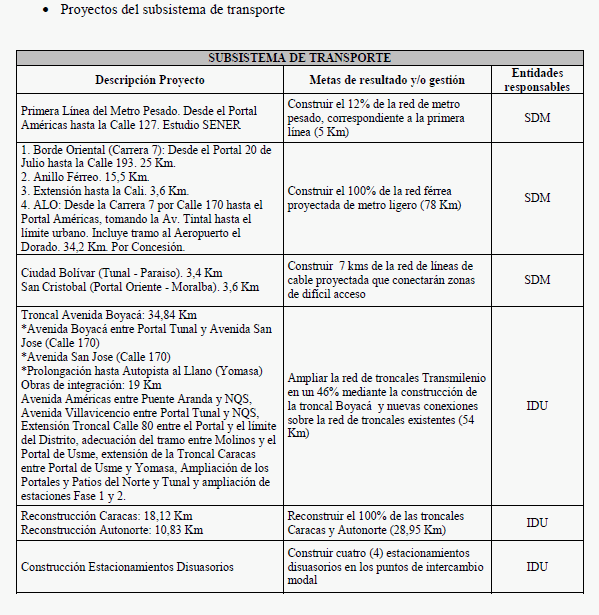 • Proyectos del subsistema de transporte
SUBSISTEMA DE TRANSPORTE
Descripción Proyecto
Metas de resultado y/o gestión
Entidades
responsables
Primera Línea del Metro Pesado. Desde el Portal
Américas hasta la Calle 127. Estudio SENER
Construir el 12% de la red de metro
pesado, correspondiente a la primera
línea (5 Km)
SDM
1. Borde Oriental (Carrera 7): Desde el Portal 20 de
Julio hasta la Calle 193. 25 Km.
2. Anillo Férreo. 15,5 Km.
3. Extensión hasta la Cali. 3,6 Km.
4. ALO: Desde la Carrera 7 por Calle 170 hasta el
Portal Américas, tomando la Av. Tintal hasta el
límite urbano. Incluye tramo al Aeropuerto el
Dorado. 34,2 Km. Por Concesión.
Construir el 100% de la red férrea
proyectada de metro ligero (78 Km)
SDM
Ciudad Bolívar (Tunal - Paraiso). 3,4 Km
San Cristobal (Portal Oriente - Moralba). 3,6 Km
Construir 7 kms de la red de líneas de
cable proyectada que conectarán zonas
de difícil acceso
SDM
Troncal Avenida Boyacá: 34,84 Km
*Avenida Boyacá entre Portal Tunal y Avenida San
Jose (Calle 170)
*Avenida San Jose (Calle 170)
*Prolongación hasta Autopista al Llano (Yomasa)
Obras de integración: 19 Km
Avenida Américas entre Puente Aranda y NQS,
Avenida Villavicencio entre Portal Tunal y NQS,
Extensión Troncal Calle 80 entre el Portal y el límite
del Distrito, adecuación del tramo entre Molinos y el
Portal de Usme, extensión de la Troncal Caracas
entre Portal de Usme y Yomasa, Ampliación de los
Portales y Patios del Norte y Tunal y ampliación de
estaciones Fase 1 y 2.
Ampliar la red de troncales Transmilenio
en un 46% mediante la construcción de
la troncal Boyacá y nuevas conexiones
sobre la red de troncales existentes (54
Km)
IDU
Reconstrucción Caracas: 18,12 Km
Reconstrucción Autonorte: 10,83 Km
Reconstruir el 100% de las troncales
Caracas y Autonorte (28,95 Km)
IDU
Construcción Estacionamientos Disuasorios
Construir cuatro (4) estacionamientos
disuasorios en los puntos de intercambio
modal
IDU